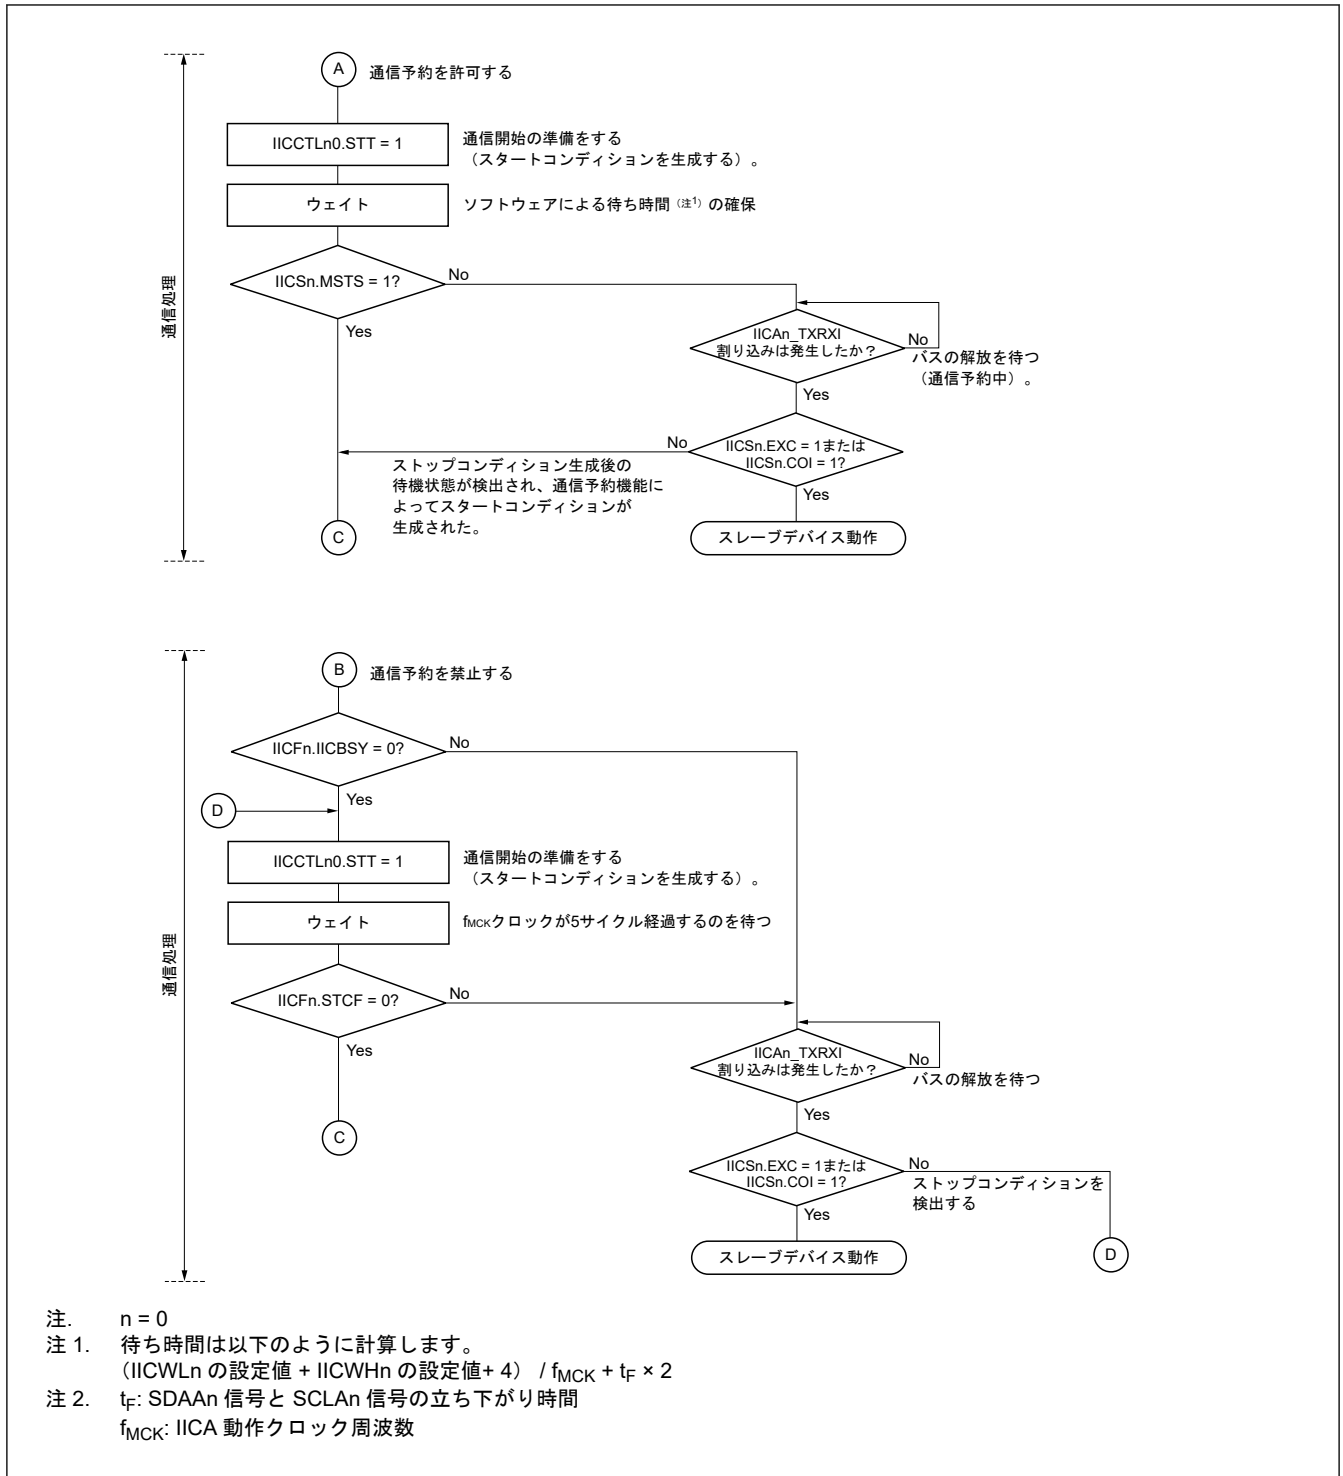 A 通信予約を許可する
IICCTLn0.STT = 1
通信開始の準備をする
（スタートコンディションを生成する）。
ウェイト
ソフトウェアによる待ち時間（注1）の確保
通信処理
IICSn.MSTS = 1?
No
Yes
IICAn_TXRXI
割り込みは発生したか？
No
バスの解放を待つ
（通信予約中）。
Yes
IICSn.EXC = 1または
IICSn.COI = 1?
No
Yes
ストップコンディション生成後の
待機状態が検出され、通信予約機能に
よってスタートコンディションが
生成された。
C
スレーブデバイス動作
B 通信予約を禁止する
IICFn.IICBSY = 0?
No
Yes
D
IICCTLn0.STT = 1
通信開始の準備をする
（スタートコンディションを生成する）。
ウェイト
fMCKクロックが5サイクル経過するのを待つ
通信処理
IICFn.STCF = 0?
No
Yes
IICAn_TXRXI
割り込みは発生したか？
No
バスの解放を待つ
Yes
C
IICSn.EXC = 1または
IICSn.COI = 1?
No
ストップコンディションを
検出する
Yes
スレーブデバイス動作
D
注. n = 0
注 1. 待ち時間は以下のように計算します。
（IICWLn の設定値 + IICWHn の設定値+ 4） / fMCK + tF × 2
注 2. tF: SDAAn 信号と SCLAn 信号の立ち下がり時間
fMCK: IICA 動作クロック周波数